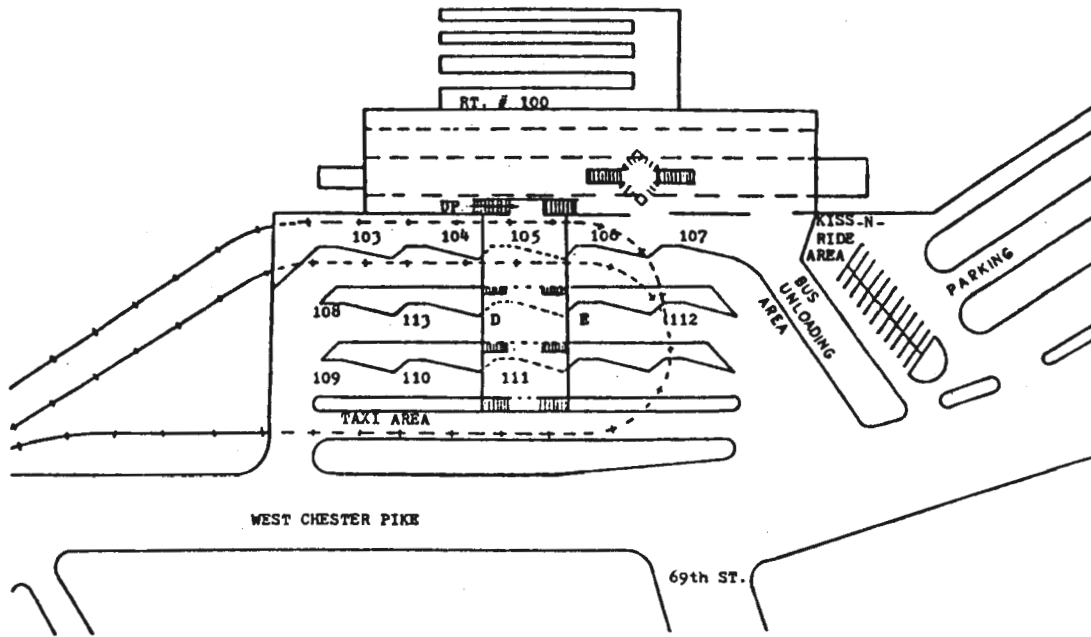 RT. # 100
UP
KISS-N-
RIDE
AREA
103
104
105
106
107
PARKING
BUS
UNLOADING
AREA
108
113
D
E
112
109
110
111
TAXI AREA
WEST CHESTER PIKE
69th ST.